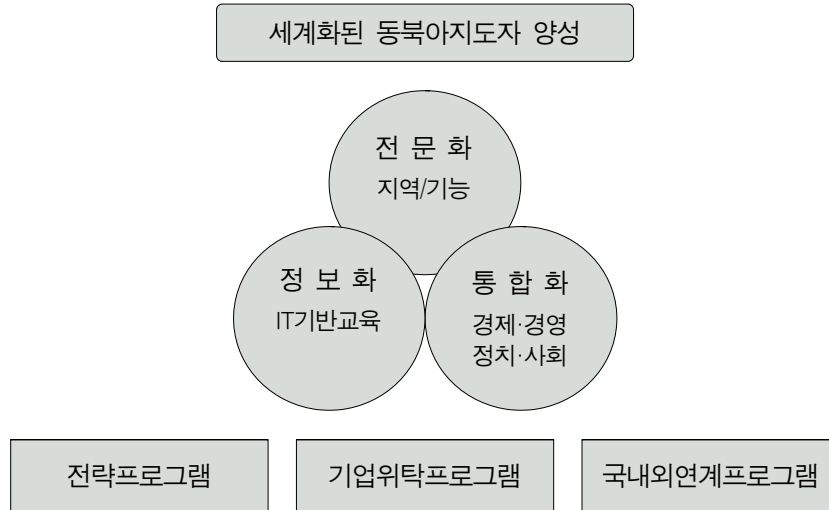 세계화된 동북아지도자 양성
전 문 화
지역/기능
정 보 화
IT기반교육
통 합 화
경제·경영
정치·사회
전략프로그램
기업위탁프로그램
국내외연계프로그램